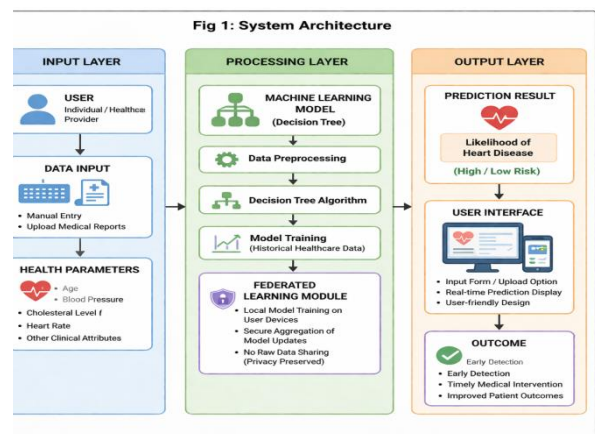 Fig 1: System Architecture
INPUT LAYER
USER
Individual / Healthcar
Provider
DATA INPUT
• Manual Entry
• Upload Medical Reports
HEALTH PARAMETERS
• Age
• Blood Pressure
• Cholesteral Level f
• Heart Rate
• Other Clinical Attributes
PROCESSING LAYER
MACHINE LEARNING
MODEL
(Decision Tree)
Data Preprocessing
Decision Tree Algorithm
Model Training
(Historical Healthcare Data)
FEDERATED
LEARNING MODULE
• Local Model Training on
User Devices
• Secure Aggregation of
Model Updates
• No Raw Data Sharing
(Privacy Preserved)
OUTPUT LAYER
PREDICTION RESULT
Likelihood of
Heart Disease
(High / Low Risk)
USER INTERFACE
• Input Form / Upload Option
• Real-time Prediction Display
• User-friendly Design
OUTCOME
Early Detection
• Early Detection
• Timely Medical Intervention
• Improved Patient Outcomes